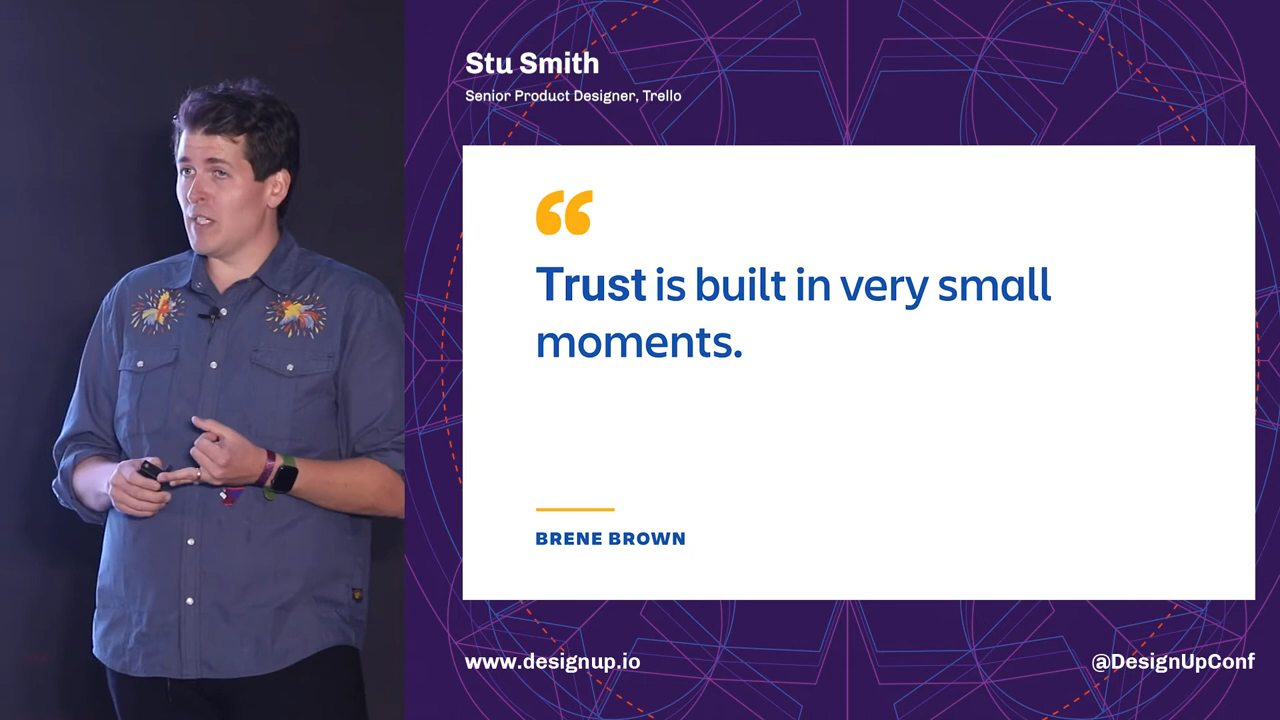 Stu Smith
Senior Product Designer, Trello
“
Trust is built in very small
moments.
BRENE BROWN
www.designup.io
@DesignUpConf